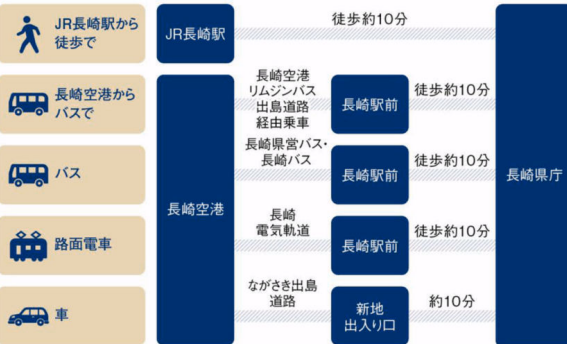 JR長崎駅から
徒歩で
JR長崎駅
徒歩約10分
長崎空港から
バスで
長崎空港
リムジンバス
出島道路
経由乗車
長崎駅前
徒歩約10分
バス
長崎県営バス・
長崎バス
長崎駅前
徒歩約10分
長崎空港
長崎県庁
路面電車
長崎
電気軌道
長崎駅前
徒歩約10分
車
ながさき出島
道路
新地
出入り口
約10分